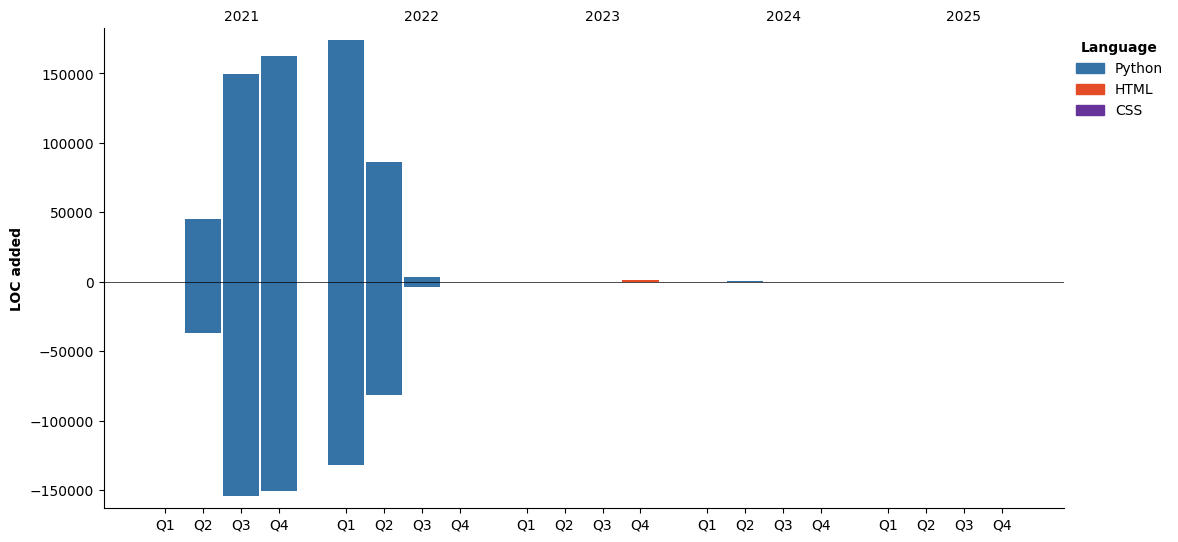 2021 2022 2023 2024 2025
Language
Python
HTML
CSS
LOC added
150000
100000
50000
0
−50000
−100000
−150000
Q1 Q2 Q3 Q4 Q1 Q2 Q3 Q4 Q1 Q2 Q3 Q4 Q1 Q2 Q3 Q4 Q1 Q2 Q3 Q4